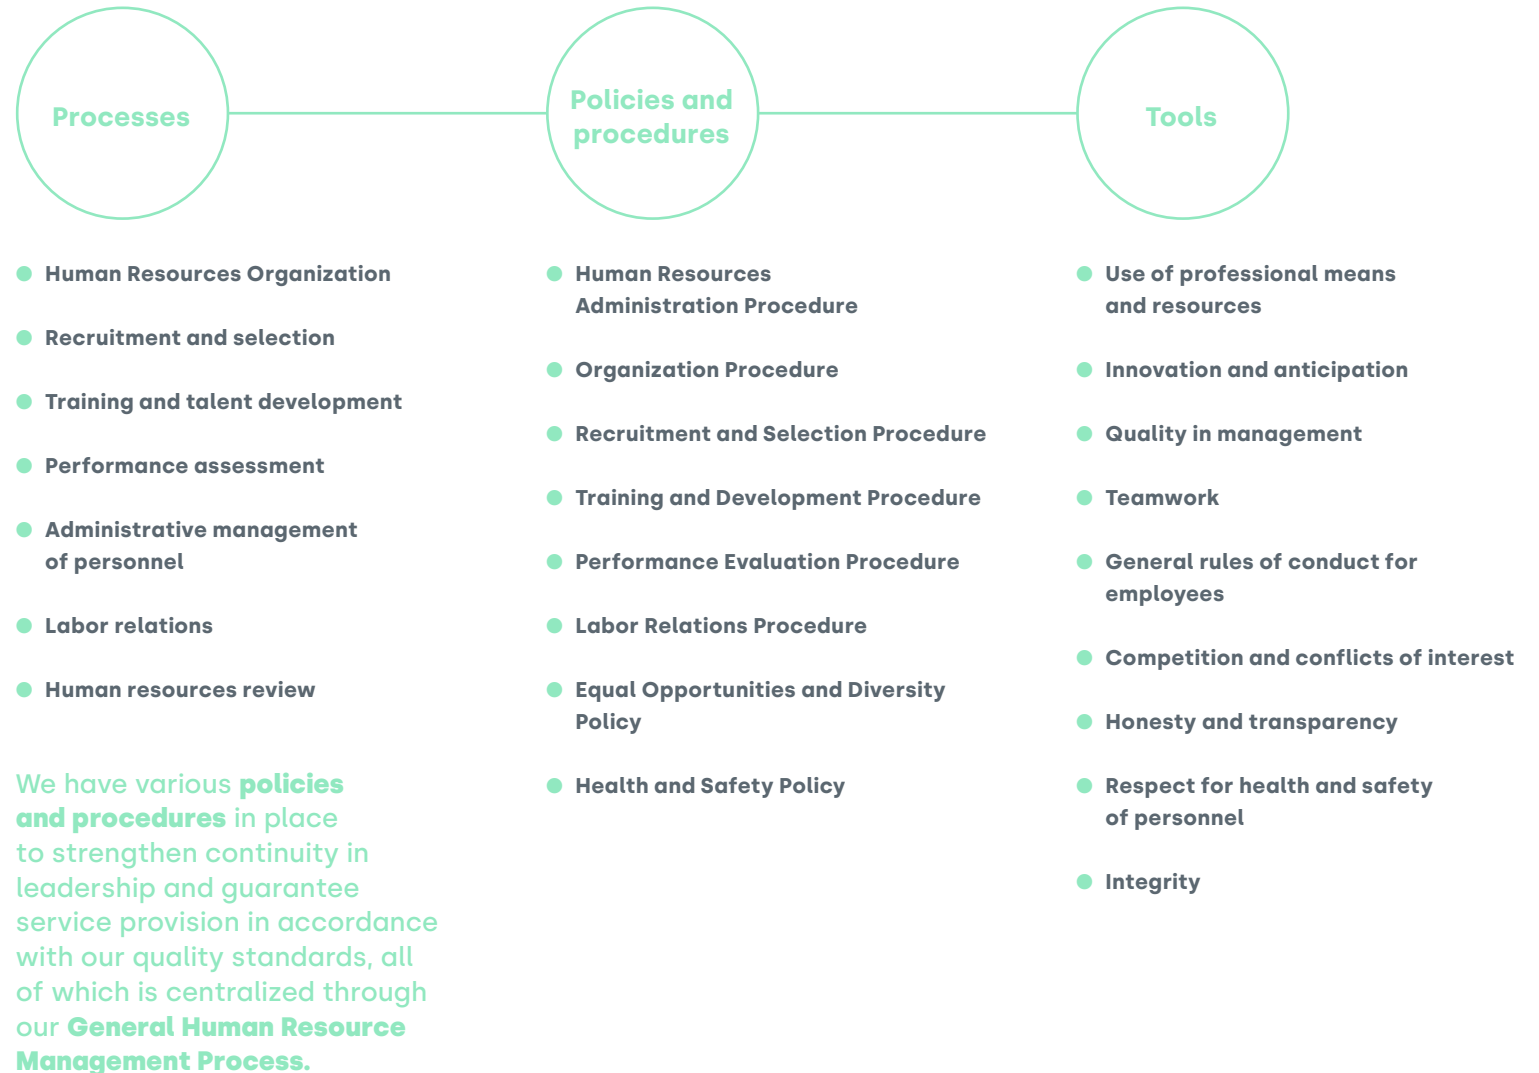 Processes
Policies and
procedures
Tools
Human Resources Organization
Recruitment and selection
Training and talent development
Performance assessment
Administrative management
of personnel
Labor relations
Human resources review
We have various policies
and procedures in place
to strengthen continuity in
leadership and guarantee
service provision in accordance
with our quality standards, all
of which is centralized through
our General Human Resource
Management Process.
Human Resources
Administration Procedure
Organization Procedure
Recruitment and Selection Procedure
Training and Development Procedure
Performance Evaluation Procedure
Labor Relations Procedure
Equal Opportunities and Diversity
Policy
Health and Safety Policy
Use of professional means
and resources
Innovation and anticipation
Quality in management
Teamwork
General rules of conduct for
employees
Competition and conflicts of interest
Honesty and transparency
Respect for health and safety
of personnel
Integrity